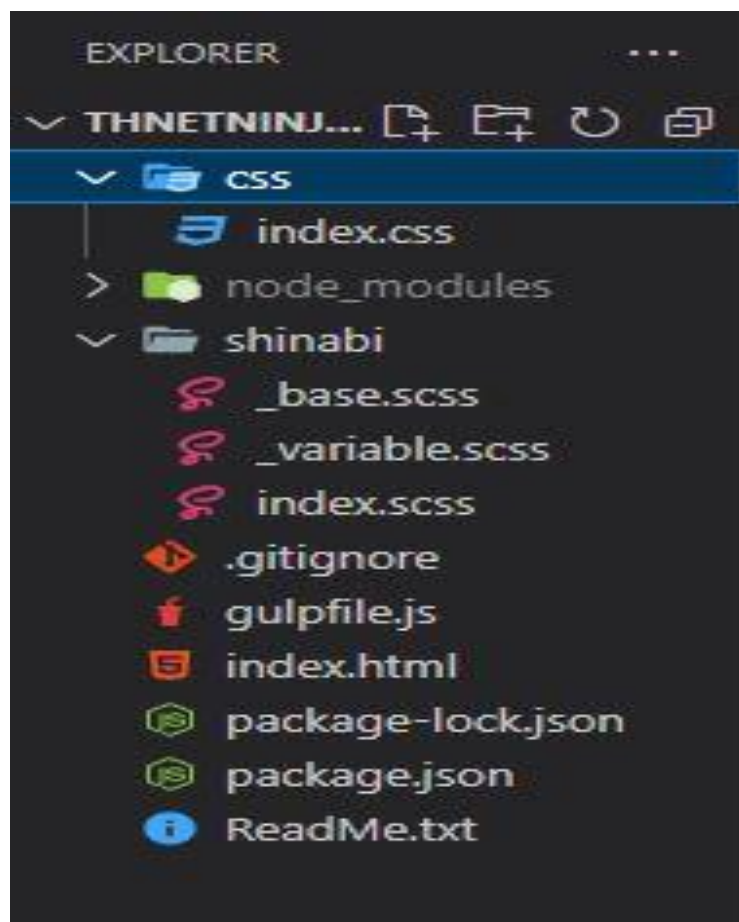 EXPLORER ...
THNETNINJ...
css
index.css
node_modules
shinabi
_base.scss
_variable.scss
index.scss
.gitignore
gulpfile.js
index.html
package-lock.json
package.json
ReadMe.txt